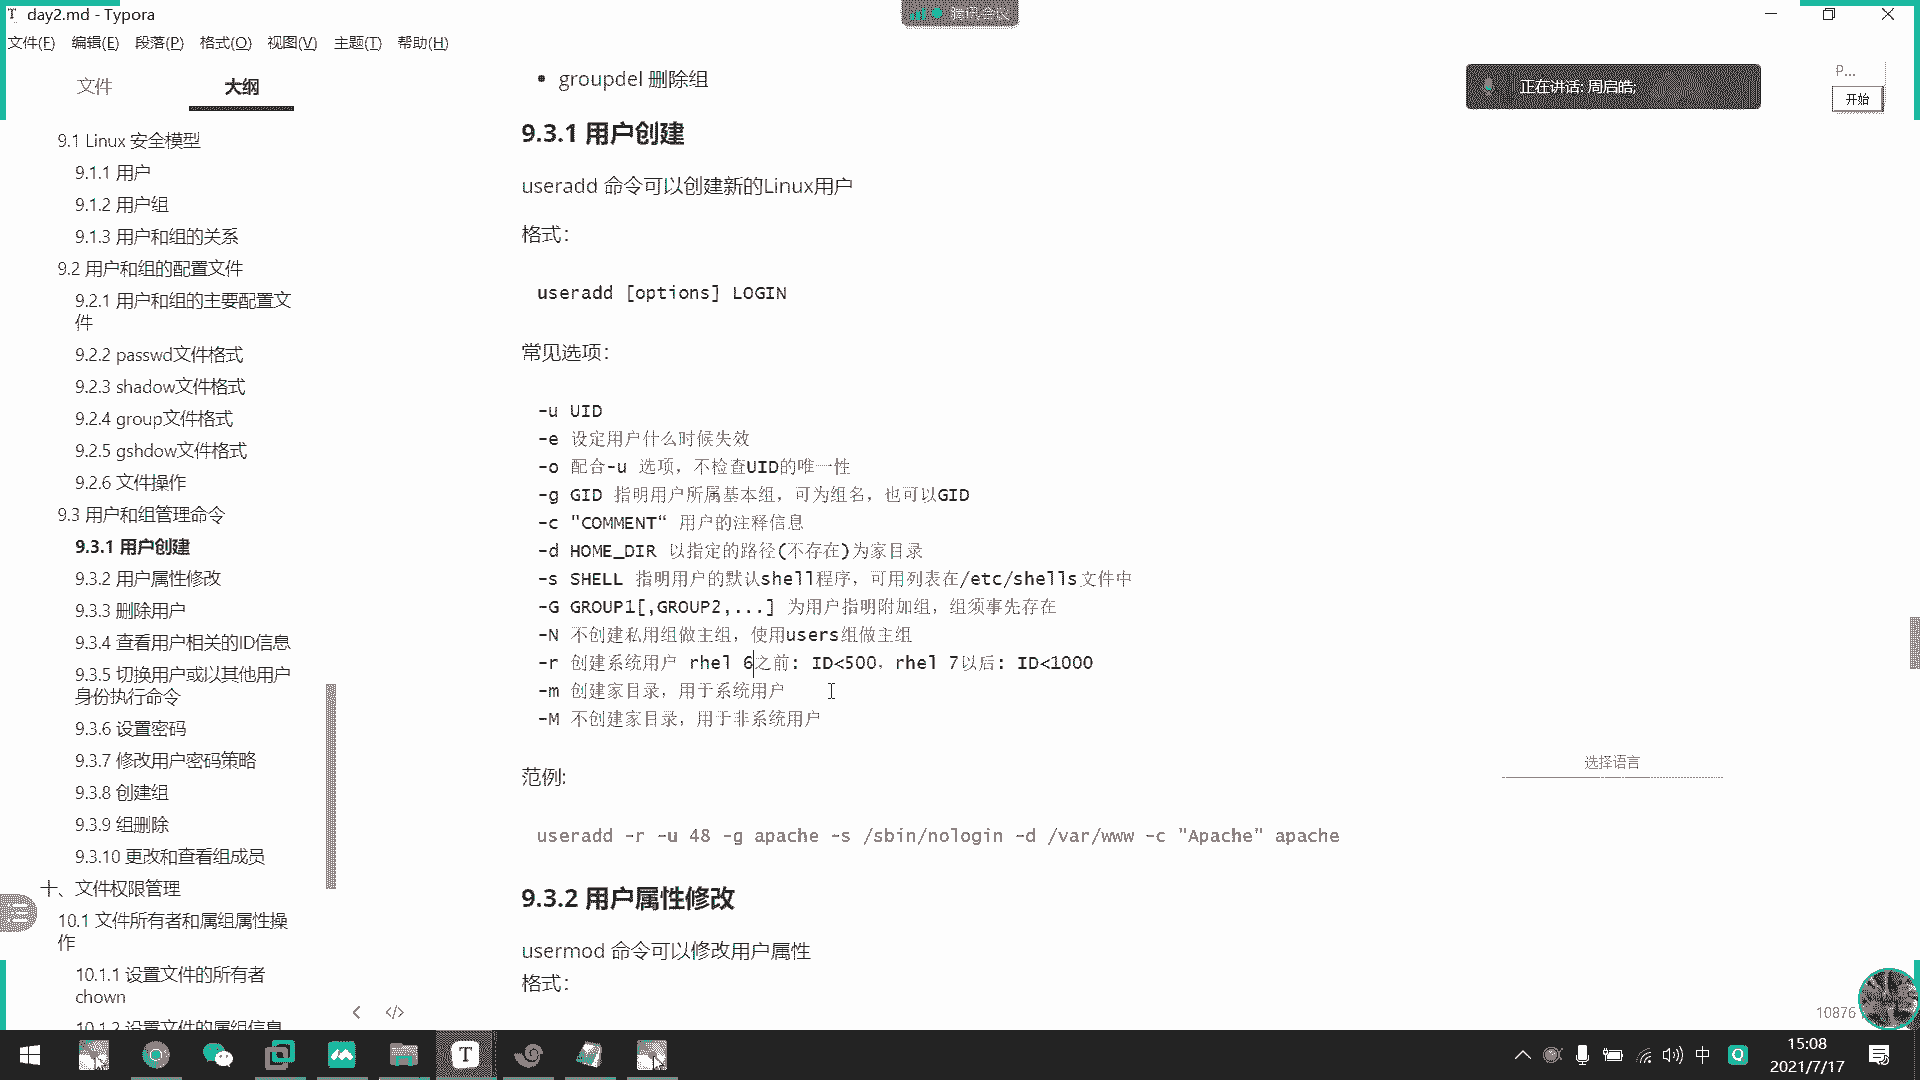 day2.md - Typora
腾讯会议
文件(F) 编辑(E) 段落(P) 格式(O) 视图(V) 主题(T) 帮助(H)
文件 大纲
9.1 Linux 安全模型
9.1.1 用户
9.1.2 用户组
9.1.3 用户和组的关系
9.2 用户和组的配置文件
9.2.1 用户和组的主要配置文
件
9.2.2 passwd文件格式
9.2.3 shadow文件格式
9.2.4 group文件格式
9.2.5 gshdow文件格式
9.2.6 文件操作
9.3 用户和组管理命令
9.3.1 用户创建
9.3.2 用户属性修改
9.3.3 删除用户
9.3.4 查看用户相关的ID信息
9.3.5 切换用户或以其他用户
身份执行命令
9.3.6 设置密码
9.3.7 修改用户密码策略
9.3.8 创建组
9.3.9 组删除
9.3.10 更改和查看组成员
十、文件权限管理
10.1 文件所有者和属组属性操
作
10.1.1 设置文件的所有者
chown
10.1.2 设置文件的属组信息
• groupdel 删除组
9.3.1 用户创建
useradd 命令可以创建新的Linux用户
格式：
useradd [options] LOGIN
常见选项：
-u UID
-e 设定用户什么时候失效
-o 配合-u 选项，不检查UID的唯一性
-g GID 指明用户所属基本组，可为组名，也可以GID
-c "COMMENT“ 用户的注释信息
-d HOME_DIR 以指定的路径(不存在)为家目录
-s SHELL 指明用户的默认shell程序，可用列表在/etc/shells文件中
-G GROUP1[,GROUP2,...] 为用户指明附加组，组须事先存在
-N 不创建私用组做主组，使用users组做主组
-r 创建系统用户 rhel 6之前: ID<500，rhel 7以后: ID<1000
-m 创建家目录，用于系统用户
-M 不创建家目录，用于非系统用户
范例:
useradd -r -u 48 -g apache -s /sbin/nologin -d /var/www -c "Apache" apache
9.3.2 用户属性修改
usermod 命令可以修改用户属性
格式：
正在讲话: 周启皓;
P...
开始
选择语言
10876
中
15:08
2021/7/17